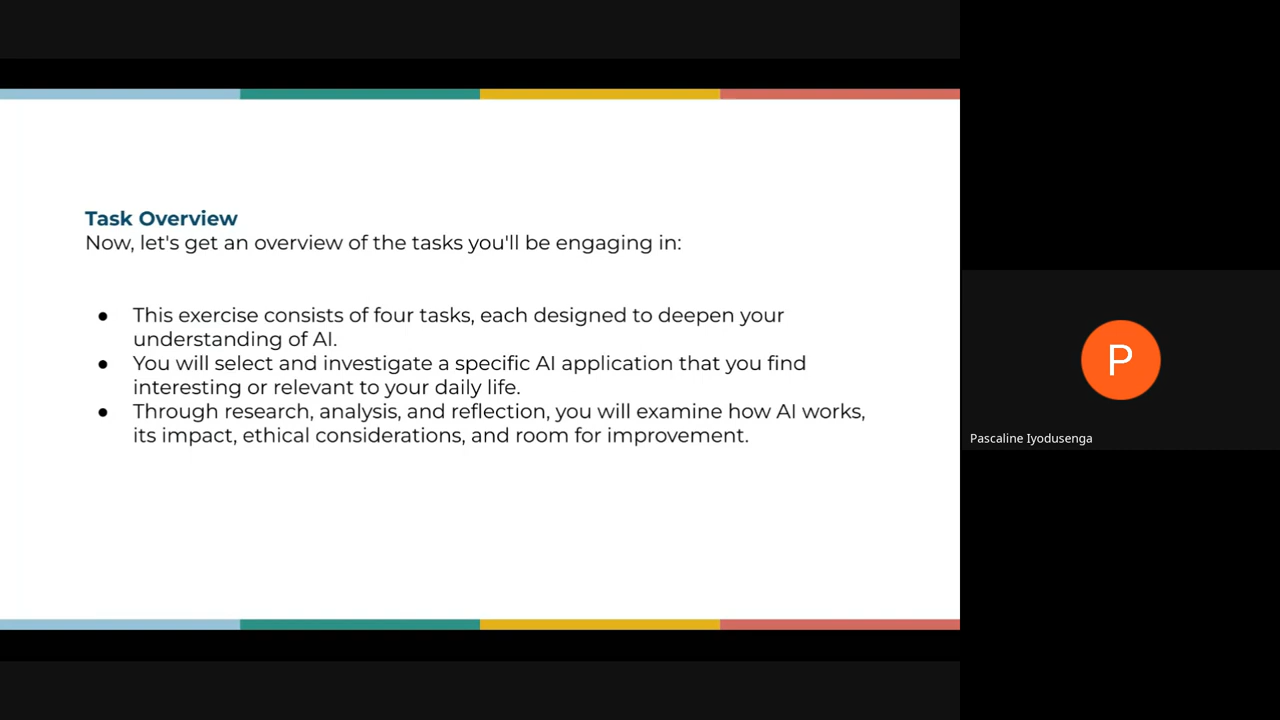 Task Overview
Now, let's get an overview of the tasks you'll be engaging in:
● This exercise consists of four tasks, each designed to deepen your
understanding of AI.
● You will select and investigate a specific AI application that you find
interesting or relevant to your daily life.
● Through research, analysis, and reflection, you will examine how AI works,
its impact, ethical considerations, and room for improvement.
P
Pascaline Iyodusenga